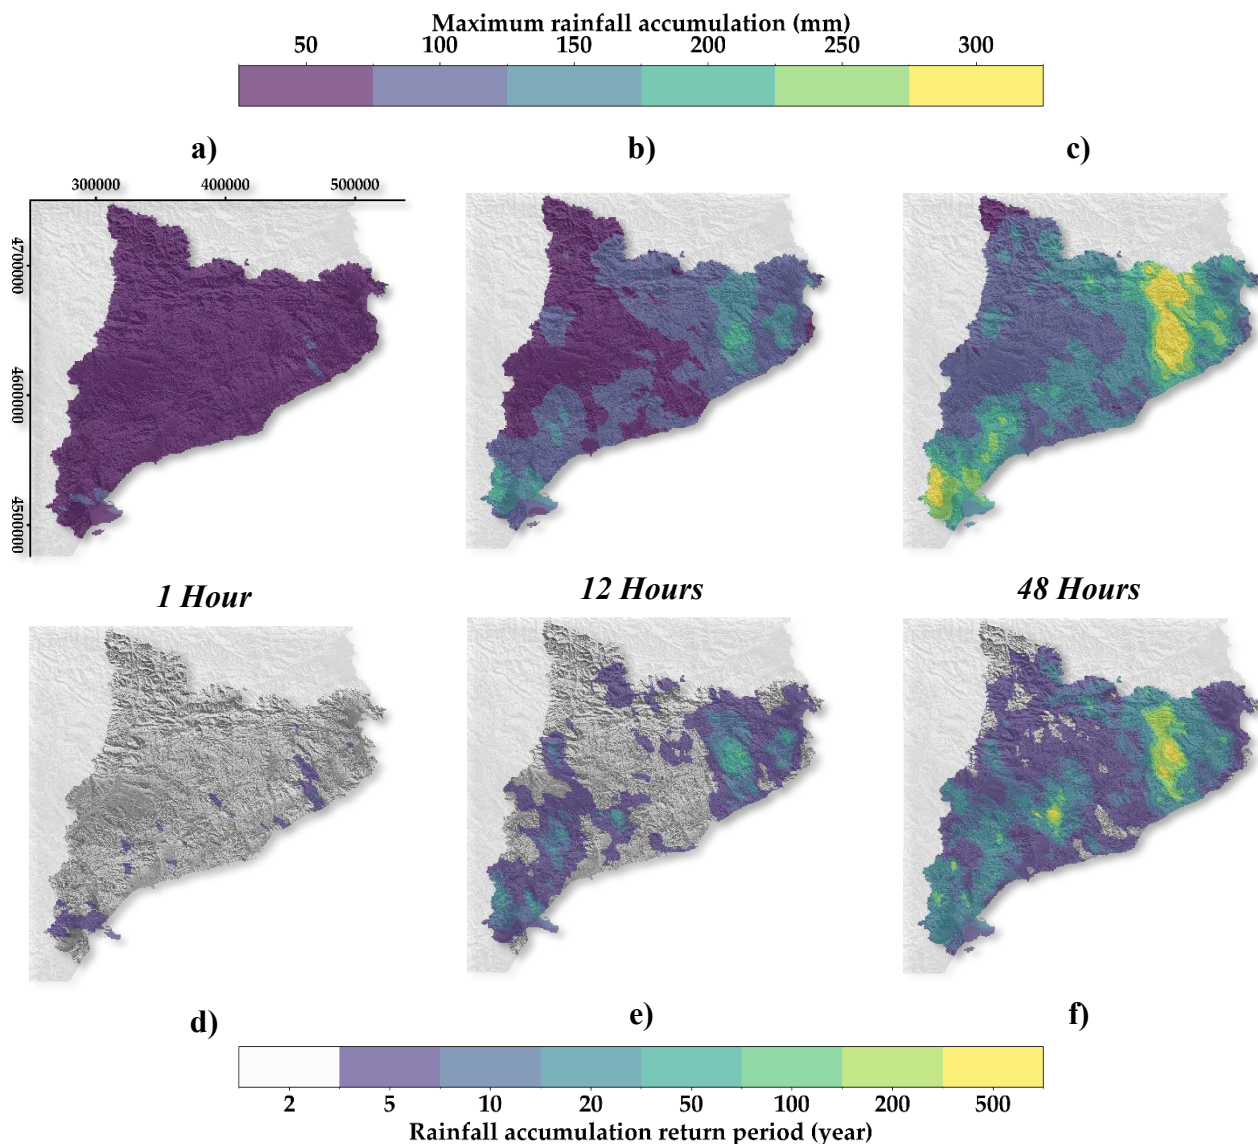 Maximum rainfall accumulation (mm)
50 100 150 200 250 300
a) b) c)
300000 400000 500000
4700000
4600000
4500000
1 Hour 12 Hours 48 Hours
d) e) f)
2 5 10 20 50 100 200 500
Rainfall accumulation return period (year)